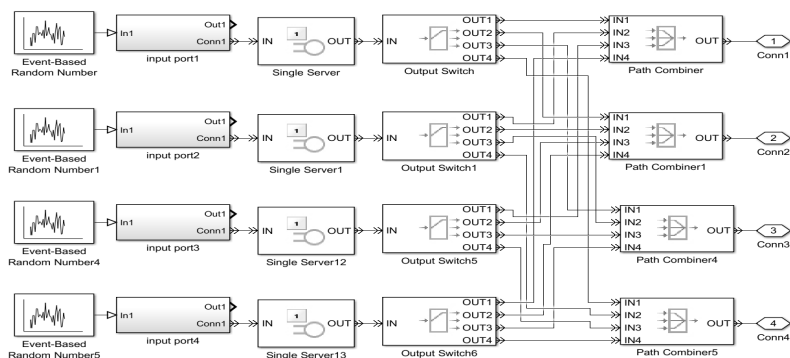 In1
Out1
Conn1
Event-Based
Random Number
input port1
IN
1
OUT
Single Server
IN
OUT1
OUT2
OUT3
OUT4
Output Switch
IN1
IN2
IN3
IN4
OUT
Path Combiner
1
Conn1
In1
Out1
Conn1
Event-Based
Random Number1
input port2
IN
1
OUT
Single Server1
IN
OUT1
OUT2
OUT3
OUT4
Output Switch1
IN1
IN2
IN3
IN4
OUT
Path Combiner1
2
Conn2
In1
Out1
Conn1
Event-Based
Random Number4
input port3
IN
1
OUT
Single Server12
IN
OUT1
OUT2
OUT3
OUT4
Output Switch5
IN1
IN2
IN3
IN4
OUT
Path Combiner4
3
Conn3
In1
Out1
Conn1
Event-Based
Random Number5
input port4
IN
1
OUT
Single Server13
IN
OUT1
OUT2
OUT3
OUT4
Output Switch6
IN1
IN2
IN3
IN4
OUT
Path Combiner5
4
Conn4